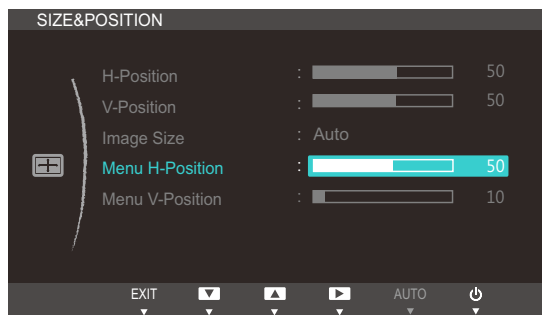 SIZE&POSITION
H-Position : 50
V-Position : 50
Image Size : Auto
Menu H-Position : 50
Menu V-Position : 10
EXIT AUTO